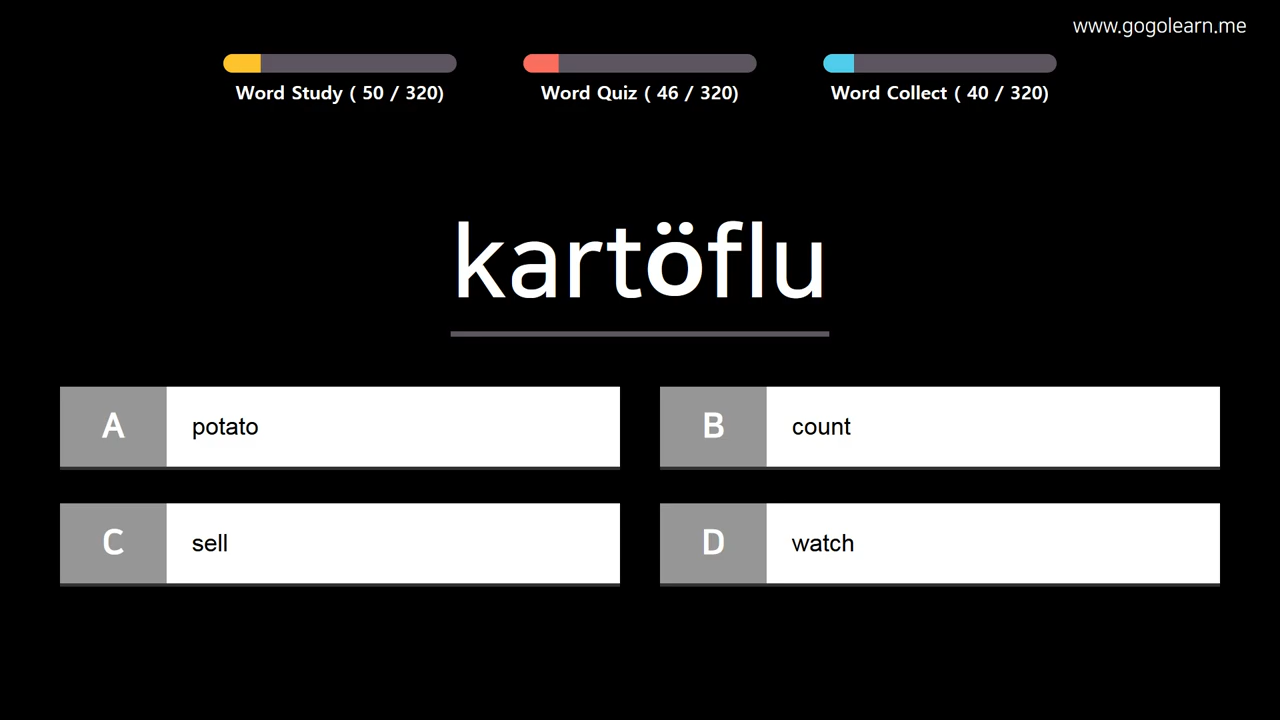 www.gogolearn.me
Word Study ( 50 / 320)
Word Quiz ( 46 / 320)
Word Collect ( 40 / 320)
kartöflu
A potato
B count
C sell
D watch